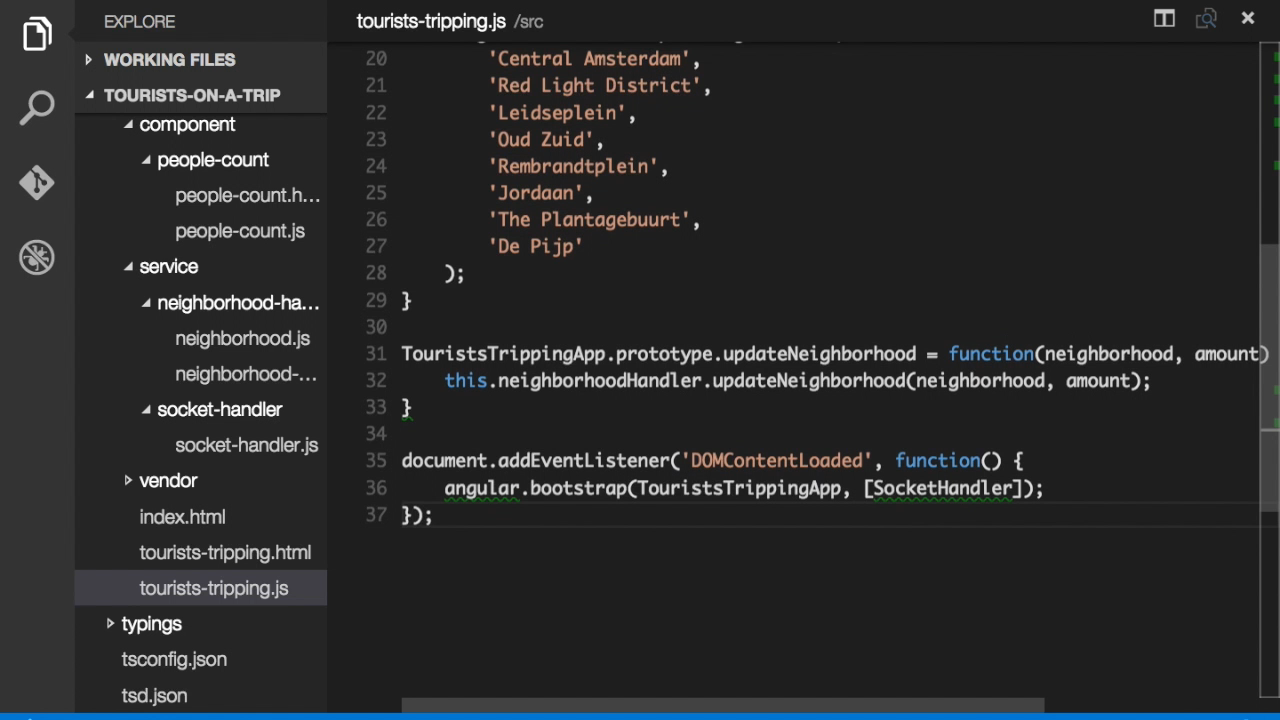 EXPLORE
WORKING FILES
TOURISTS-ON-A-TRIP
component
people-count
people-count.h...
people-count.js
service
neighborhood-ha...
neighborhood.js
neighborhood-...
socket-handler
socket-handler.js
vendor
index.html
tourists-tripping.html
tourists-tripping.js
typings
tsconfig.json
tsd.json
tourists-tripping.js /src
20 'Central Amsterdam',
21 'Red Light District',
22 'Leidseplein',
23 'Oud Zuid',
24 'Rembrandtplein',
25 'Jordaan',
26 'The Plantagebuurt',
27 'De Pijp'
28 );
29 }
30
31 TouristsTrippingApp.prototype.updateNeighborhood = function(neighborhood, amount)
32 this.neighborhoodHandler.updateNeighborhood(neighborhood, amount);
33 }
34
35 document.addEventListener('DOMContentLoaded', function() {
36 angular.bootstrap(TouristsTrippingApp, [SocketHandler]);
37 });